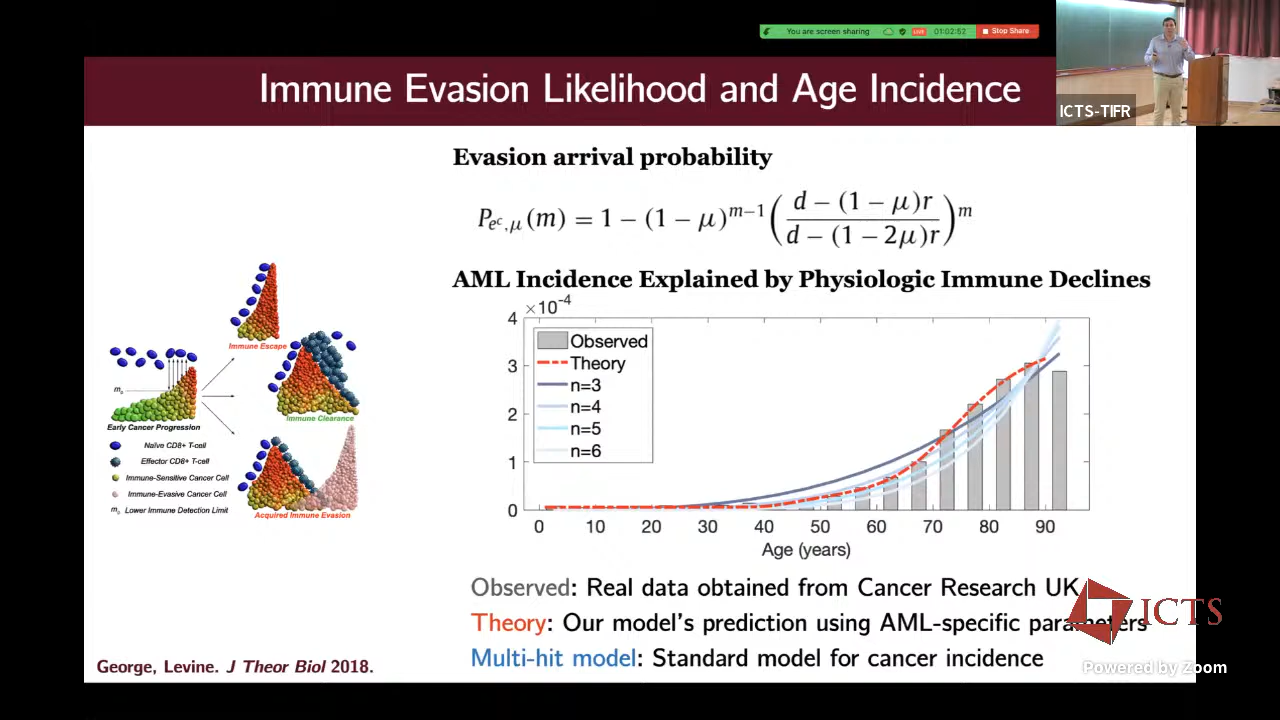 You are screen sharing
LIVE
01:02:52
Stop Share
Immune Evasion Likelihood and Age Incidence
ICTS-TIFR
Evasion arrival probability
P_{e^c,μ}(m) = 1 − (1 − μ)^{m−1} ( d − (1 − μ)r / d − (1 − 2μ)r )^m
AML Incidence Explained by Physiologic Immune Declines
×10^-4
4
3
2
1
0
Observed
Theory
n=3
n=4
n=5
n=6
0 10 20 30 40 50 60 70 80 90
Age (years)
Immune Escape
m₀
Immune Clearance
Early Cancer Progression
Naïve CD8+ T-cell
Effector CD8+ T-cell
Immune-Sensitive Cancer Cell
Immune-Evasive Cancer Cell
m₀ Lower Immune Detection Limit
Acquired Immune Evasion
Observed: Real data obtained from Cancer Research UK
Theory: Our model's prediction using AML-specific parameters
Multi-hit model: Standard model for cancer incidence
George, Levine. J Theor Biol 2018.
ICTS
Powered by Zoom